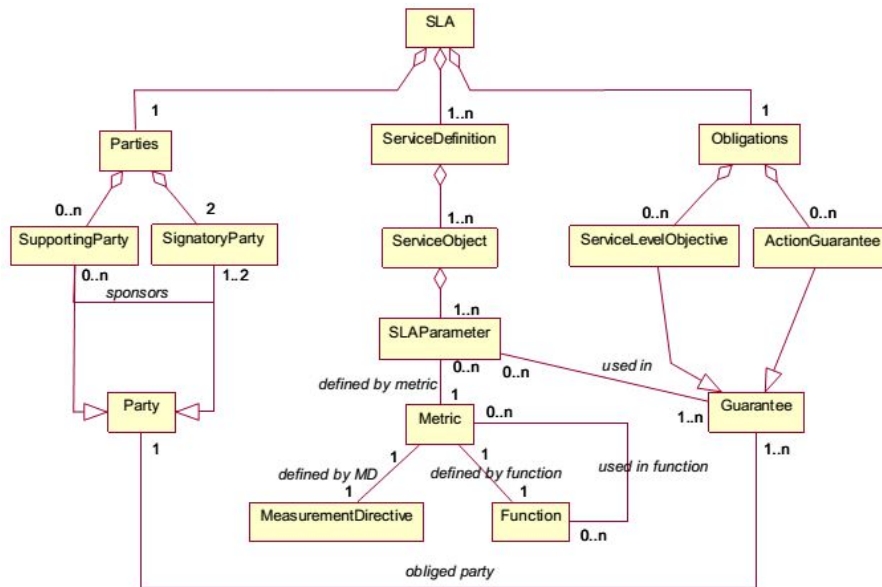 SLA
1
1..n
1
Parties
ServiceDefinition
Obligations
0..n
2
1..n
0..n
0..n
SupportingParty
SignatoryParty
ServiceObject
ServiceLevelObjective
ActionGuarantee
0..n
1..2
sponsors
1..n
SLAParameter
0..n
0..n
used in
defined by metric
1
Party
Metric
0..n
Guarantee
1
1..n
1..n
1
1
defined by MD
defined by function
used in function
1
1
MeasurementDirective
Function
0..n
obliged party